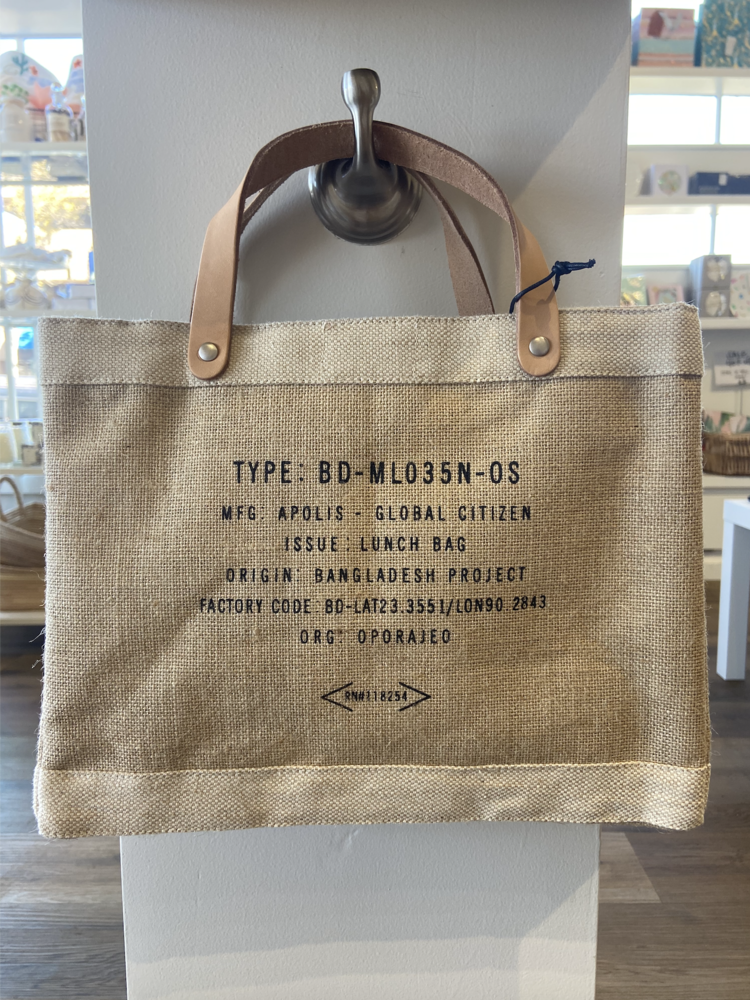 TYPE: BD-ML035N-OS
MFG: APOLIS - GLOBAL CITIZEN
ISSUE: LUNCH BAG
ORIGIN: BANGLADESH PROJECT
FACTORY CODE: BD-LAT23.3551/LON90.2843
ORG: OPORAJEO
RN#118254